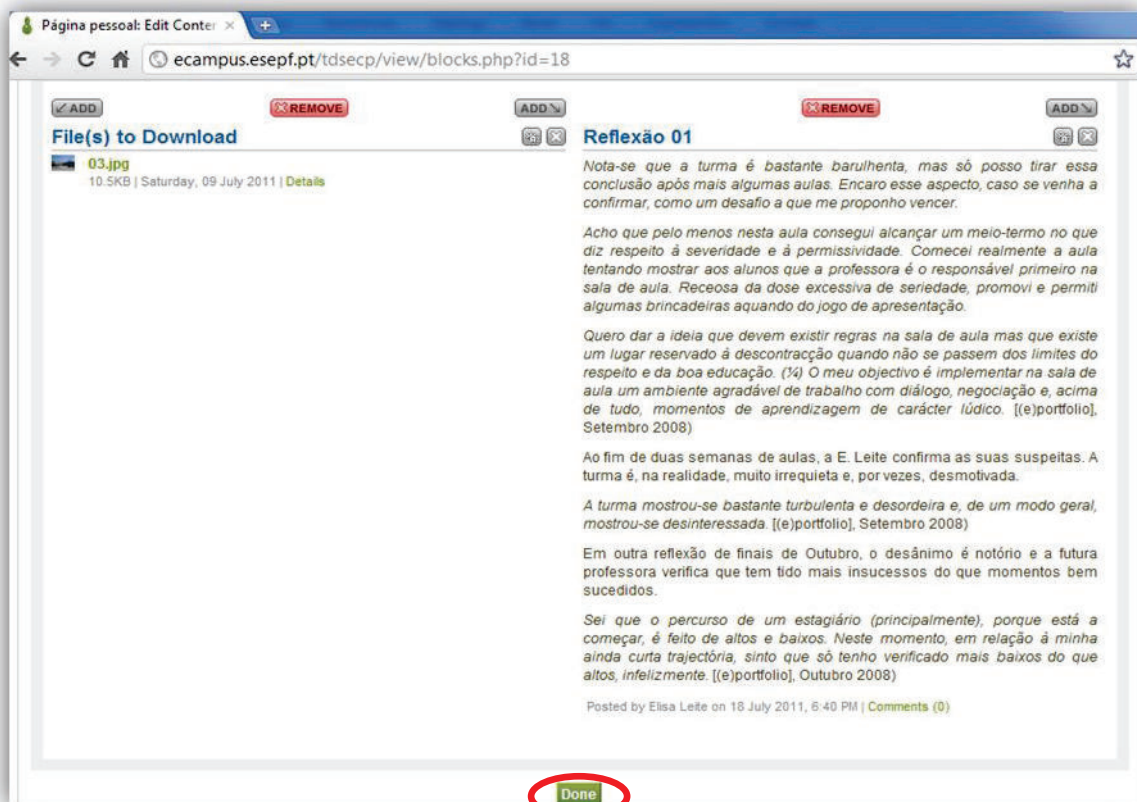 Página pessoal: Edit Conter
ecampus.esepf.pt/tdsecp/view/blocks.php?id=18
ADD
REMOVE
ADD
REMOVE
ADD
File(s) to Download
03.jpg
10.5KB | Saturday, 09 July 2011 | Details
Reflexão 01
Nota-se que a turma é bastante barulhenta, mas só posso tirar essa
conclusão após mais algumas aulas. Encaro esse aspecto, caso se venha a
confirmar, como um desafio a que me proponho vencer.
Acho que pelo menos nesta aula consegui alcançar um meio-termo no que
diz respeito à severidade e à permissividade. Comecei realmente a aula
tentando mostrar aos alunos que a professora é o responsável primeiro na
sala de aula. Receosa da dose excessiva de seriedade, promovi e permiti
algumas brincadeiras aquando do jogo de apresentação.
Quero dar a ideia que devem existir regras na sala de aula mas que existe
um lugar reservado à descontracção quando não se passem dos limites do
respeito e da boa educação. (¼) O meu objectivo é implementar na sala de
aula um ambiente agradável de trabalho com diálogo, negociação e, acima
de tudo, momentos de aprendizagem de carácter lúdico. [(e)portfolio],
Setembro 2008)
Ao fim de duas semanas de aulas, a E. Leite confirma as suas suspeitas. A
turma é, na realidade, muito irrequieta e, por vezes, desmotivada.
A turma mostrou-se bastante turbulenta e desordeira e, de um modo geral,
mostrou-se desinteressada. [(e)portfolio], Setembro 2008)
Em outra reflexão de finais de Outubro, o desânimo é notório e a futura
professora verifica que tem tido mais insucessos do que momentos bem
sucedidos.
Sei que o percurso de um estagiário (principalmente), porque está a
começar, é feito de altos e baixos. Neste momento, em relação à minha
ainda curta trajectória, sinto que só tenho verificado mais baixos do que
altos, infelizmente. [(e)portfolio], Outubro 2008)
Posted by Elisa Leite on 18 July 2011, 6:40 PM | Comments (0)
Done